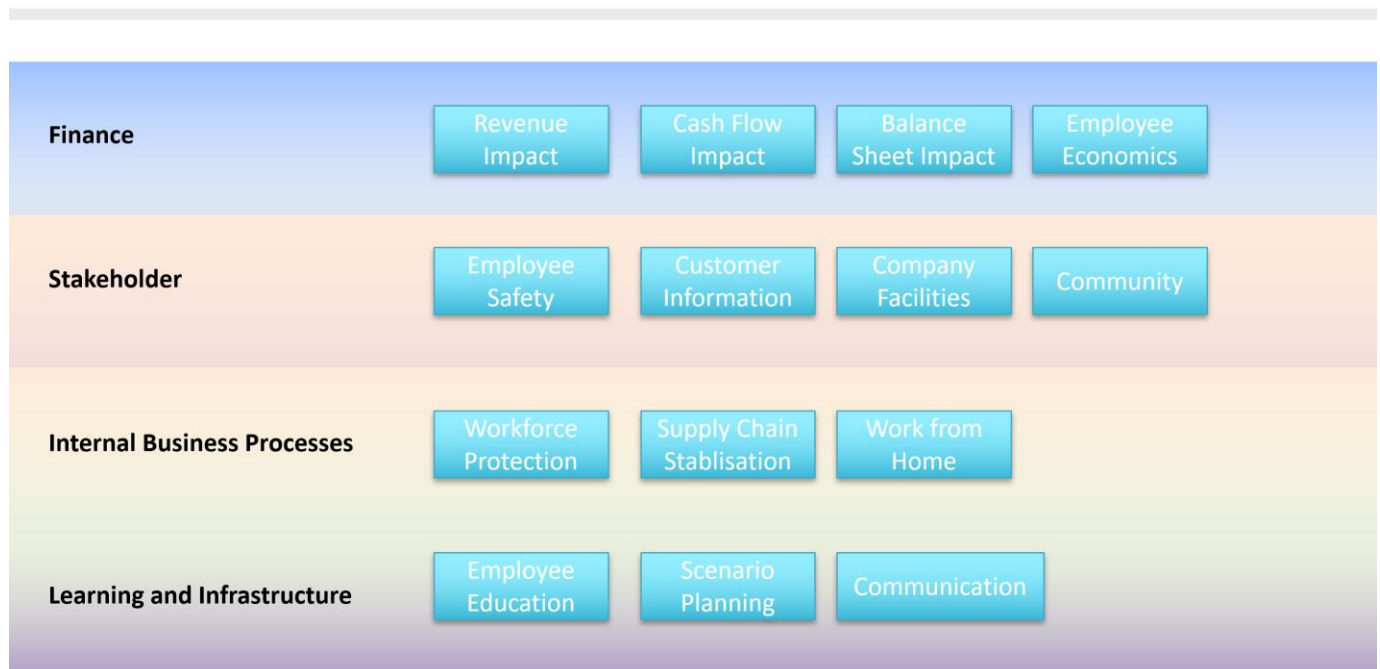 Finance
Revenue
Impact
Cash Flow
Impact
Balance
Sheet Impact
Employee
Economics
Stakeholder
Employee
Safety
Customer
Information
Company
Facilities
Community
Internal Business Processes
Workforce
Protection
Supply Chain
Stablisation
Work from
Home
Learning and Infrastructure
Employee
Education
Scenario
Planning
Communication